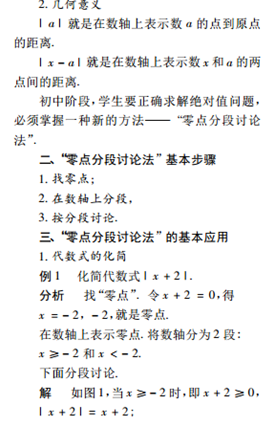 2. 几何意义
| a | 就是在数轴上表示数 a 的点到原点
的距离.
| x - a | 就是在数轴上表示数 x 和 a 的两
点间的距离.
初中阶段,学生要正确求解绝对值问题,
必须掌握一种新的方法—— “零点分段讨论
法”.
二、“零点分段讨论法”基本步骤
1. 找零点;
2. 在数轴上分段,
3. 按分段讨论.
三、“零点分段讨论法”的基本应用
1. 代数式的化简
例 1 化简代数式 | x + 2 |.
分析 找“零点”. 令 x + 2 = 0,得
x = - 2, - 2,就是零点.
在数轴上表示零点. 将数轴分为 2 段:
x ≥ - 2 和 x < - 2.
下面分段讨论.
解 如图 1,当 x ≥ - 2 时,即 x + 2 ≥ 0,
| x + 2 | = x + 2;